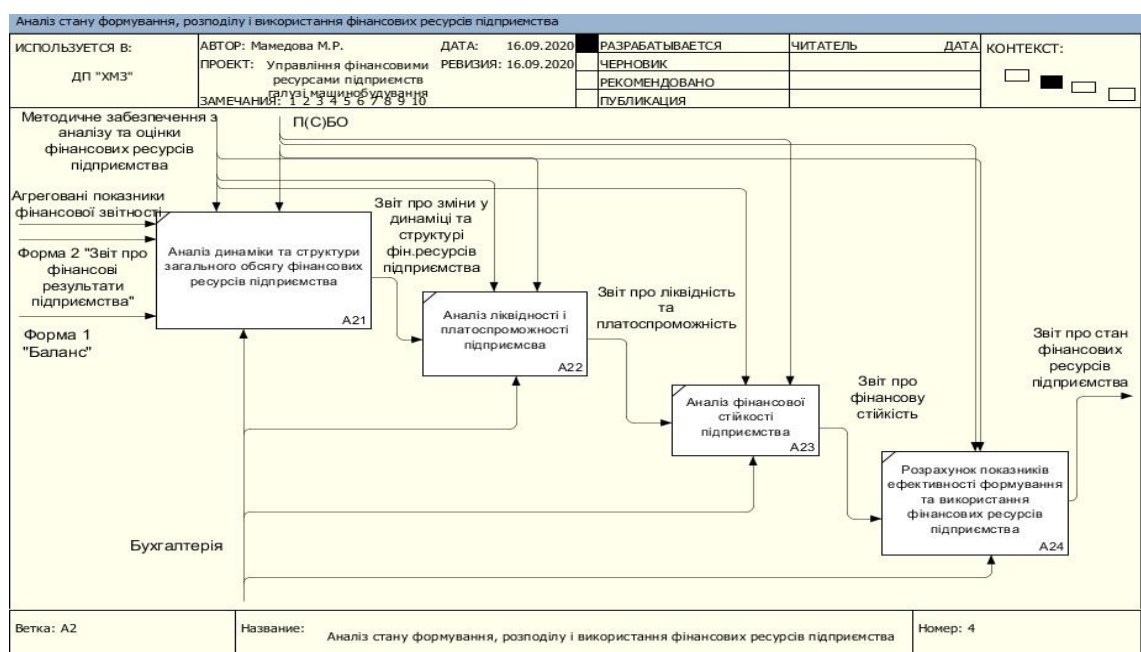 Аналіз стану формування, розподілу і використання фінансових ресурсів підприємства
ИСПОЛЬЗУЕТСЯ В:
ДП "ХМЗ"
АВТОР: Мамедова М.Р.
ДАТА: 16.09.2020
ПРОЕКТ: Управління фінансовими
ресурсами підприємств
галузі машинобудування
РЕВИЗИЯ: 16.09.2020
ЗАМЕЧАНИЯ: 1 2 3 4 5 6 7 8 9 10
РАЗРАБАТЫВАЕТСЯ
ЧЕРНОВИК
РЕКОМЕНДОВАНО
ПУБЛИКАЦИЯ
ЧИТАТЕЛЬ
ДАТА
КОНТЕКСТ:
Методичне забезпечення з
аналізу та оцінки
фінансових ресурсів
підприємства
П(С)БО
Агреговані показники
фінансової звітності
Форма 2 "Звіт про
фінансові
результати
підприємства"
Форма 1
"Баланс"
Аналіз динаміки та структури
загального обсягу фінансових
ресурсів підприємства
A21
Звіт про зміни у
динаміці та
структурі
фін.ресурсів
підприємства
Аналіз ліквідності і
платоспроможності
підприємсва
A22
Звіт про ліквідність
та
платоспроможність
Аналіз фінансової
стійкості
підприємства
A23
Звіт про
фінансову
стійкість
Розрахунок показників
ефективності формування
та використання
фінансових ресурсів
підприємства
A24
Звіт про стан
фінансових
ресурсів
підприємства
Бухгалтерія
Ветка: A2
Название:
Аналіз стану формування, розподілу і використання фінансових ресурсів підприємства
Номер: 4